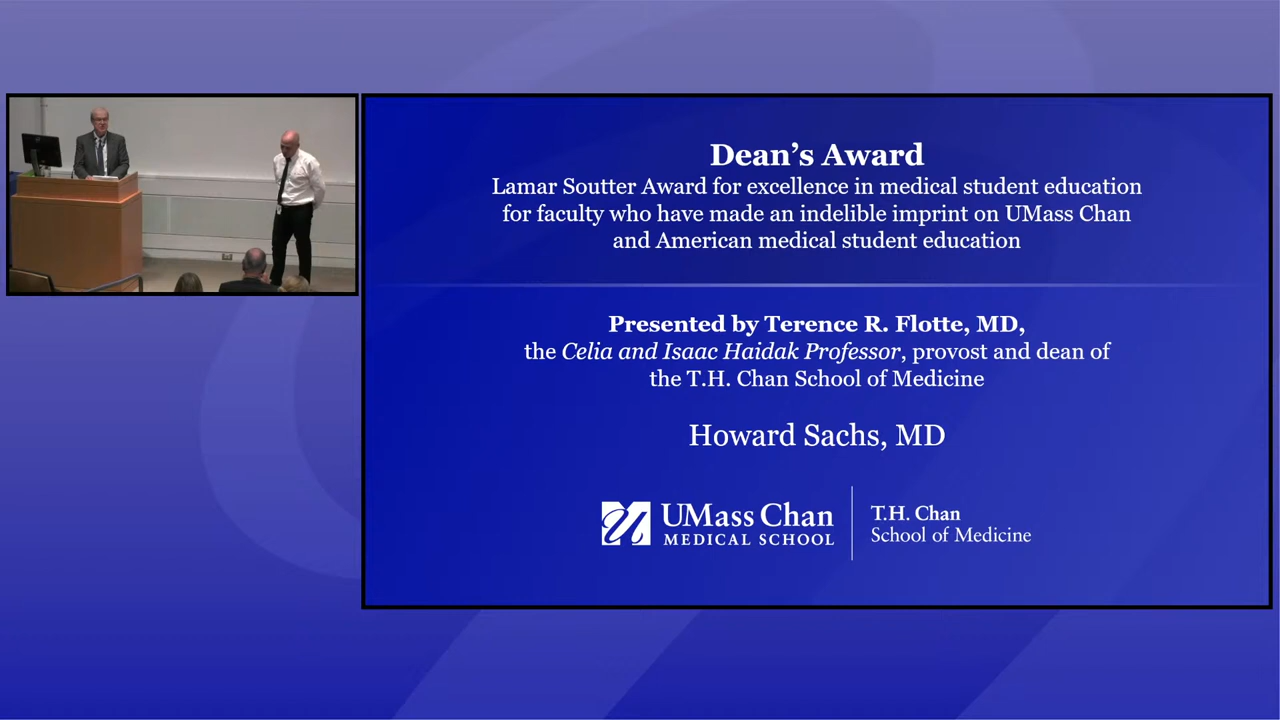 Dean’s Award
Lamar Soutter Award for excellence in medical student education
for faculty who have made an indelible imprint on UMass Chan
and American medical student education
Presented by Terence R. Flotte, MD,
the Celia and Isaac Haidak Professor, provost and dean of
the T.H. Chan School of Medicine
Howard Sachs, MD
UMass Chan
MEDICAL SCHOOL
T.H. Chan
School of Medicine